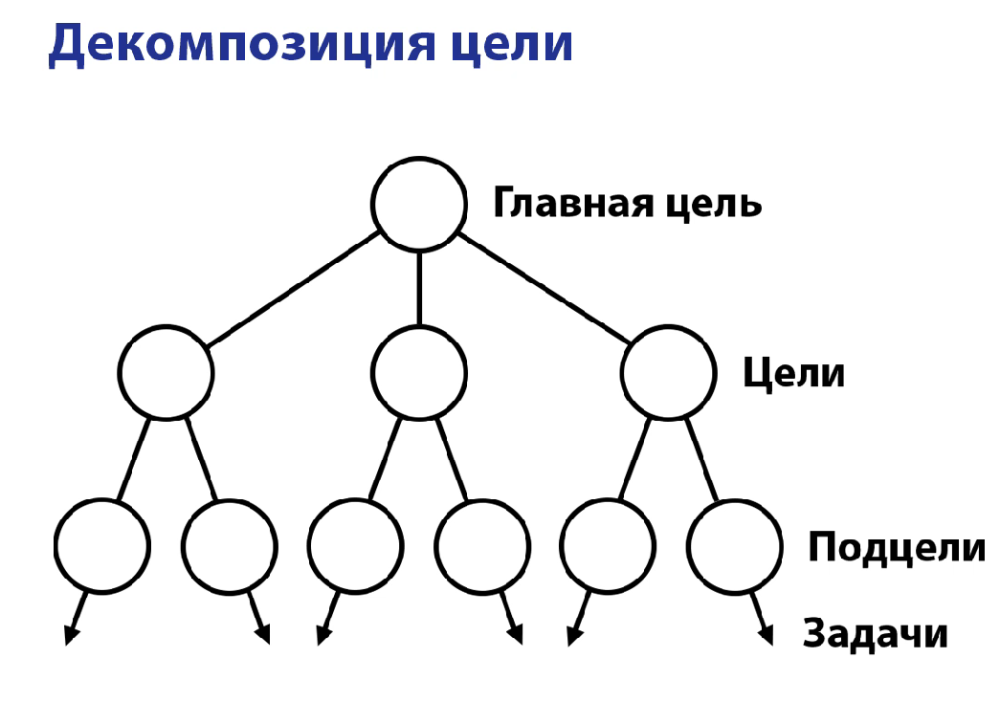 Декомпозиция цели
Главная цель
Цели
Подцели
Задачи